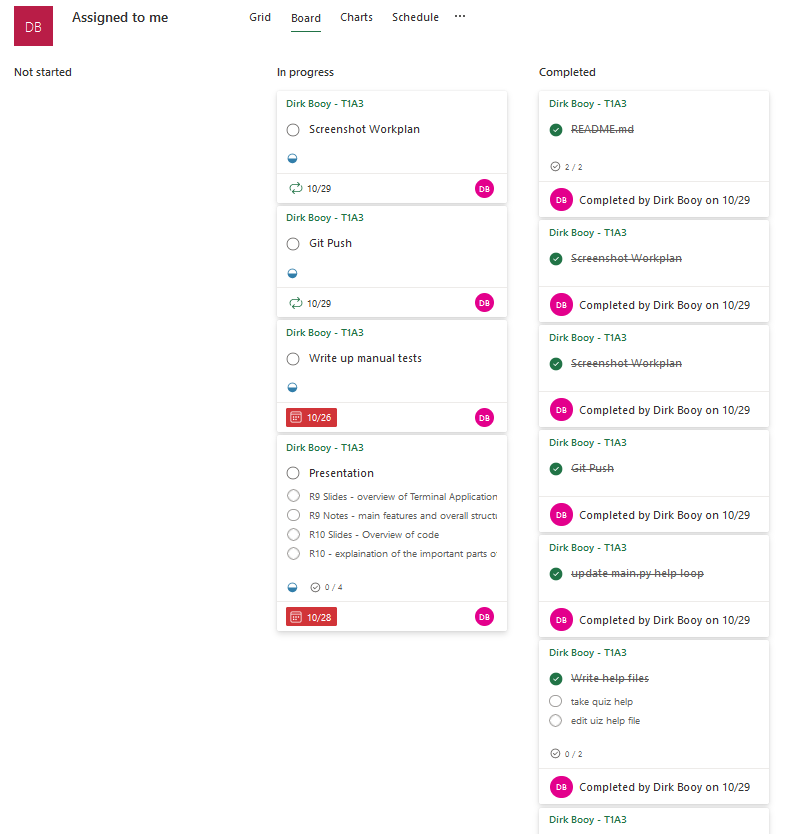 DB
Assigned to me
Grid
Board
Charts
Schedule
...
Not started
In progress
Dirk Booy - T1A3
Screenshot Workplan
10/29
DB
Dirk Booy - T1A3
Git Push
10/29
DB
Dirk Booy - T1A3
Write up manual tests
10/26
DB
Dirk Booy - T1A3
Presentation
R9 Slides - overview of Terminal Application
R9 Notes - main features and overall struct
R10 Slides - Overview of code
R10 - explaination of the important parts o
0 / 4
10/28
DB
Completed
Dirk Booy - T1A3
README.md
2 / 2
DB Completed by Dirk Booy on 10/29
Dirk Booy - T1A3
Screenshot Workplan
DB Completed by Dirk Booy on 10/29
Dirk Booy - T1A3
Screenshot Workplan
DB Completed by Dirk Booy on 10/29
Dirk Booy - T1A3
Git Push
DB Completed by Dirk Booy on 10/29
Dirk Booy - T1A3
update main.py help loop
DB Completed by Dirk Booy on 10/29
Dirk Booy - T1A3
Write help files
take quiz help
edit uiz help file
0 / 2
DB Completed by Dirk Booy on 10/29
Dirk Booy - T1A3